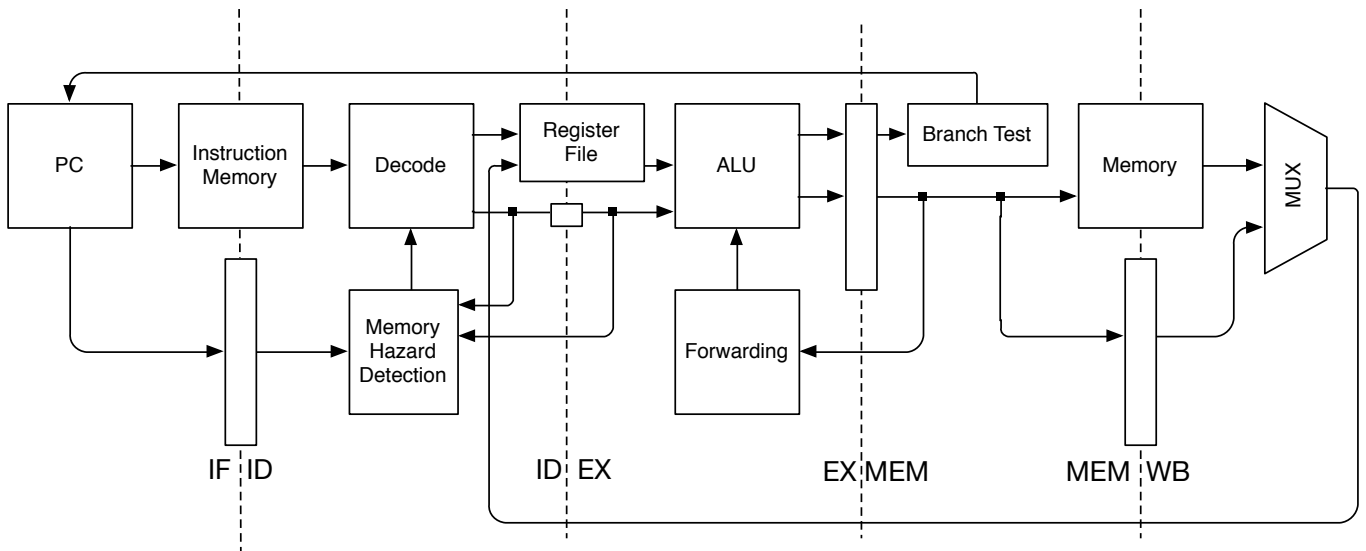 PC
Instruction
Memory
Decode
Register
File
ALU
Branch Test
Memory
MUX
Memory
Hazard
Detection
Forwarding
IF ID
ID EX
EX MEM
MEM WB